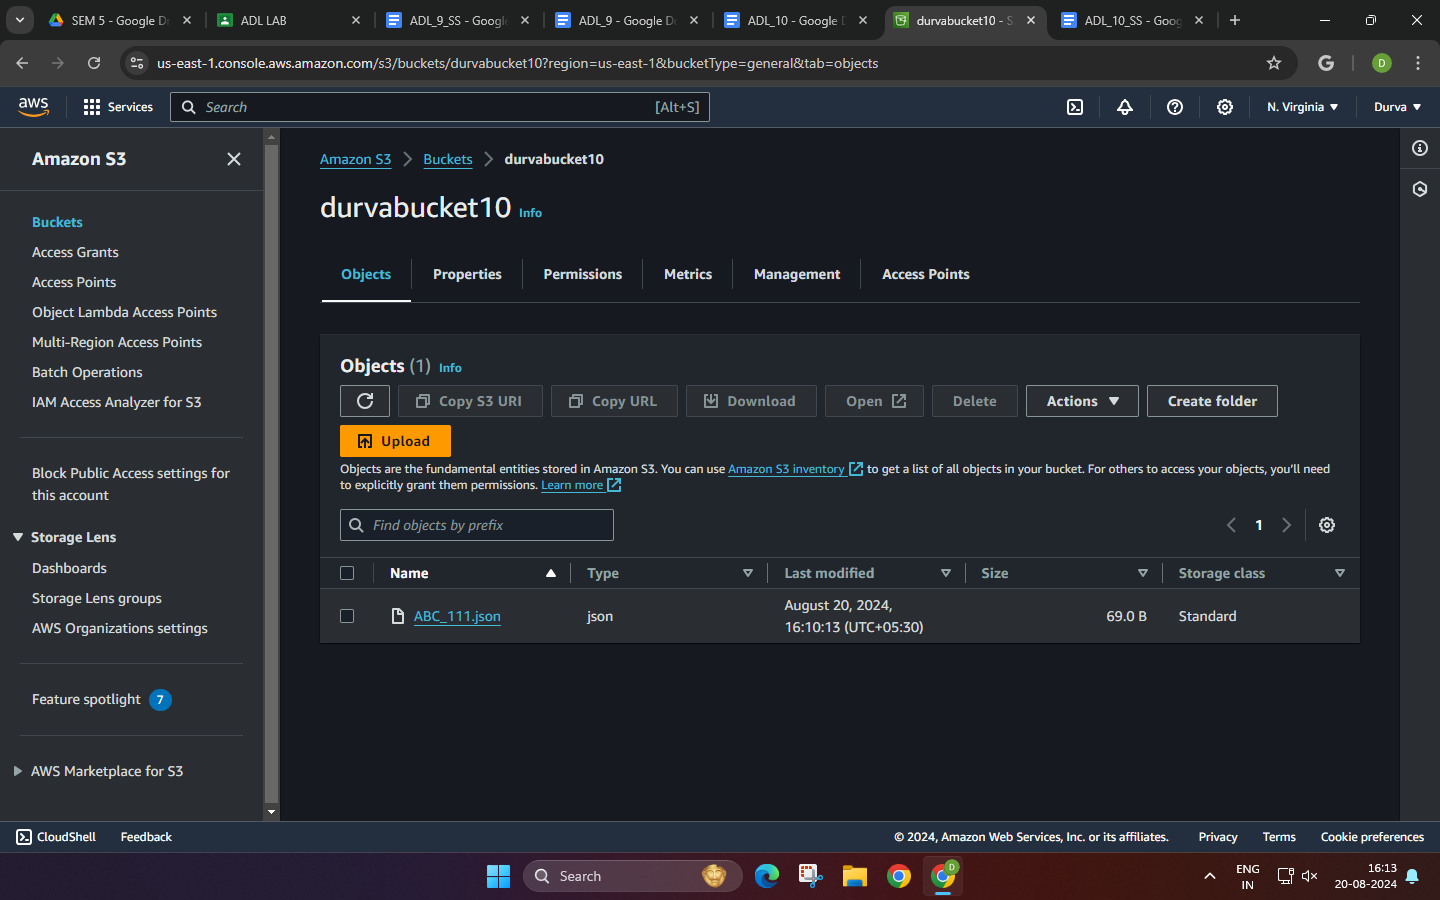 SEM 5 - Google Dr
ADL LAB
ADL_9_SS - Google
ADL_9 - Google Do
ADL_10 - Google D
durvabucket10 - S
ADL_10_SS - Goog
us-east-1.console.aws.amazon.com/s3/buckets/durvabucket10?region=us-east-1&bucketType=general&tab=objects
G
D
aws
Services
Search
[Alt+S]
N. Virginia
Durva
Amazon S3
Buckets
Access Grants
Access Points
Object Lambda Access Points
Multi-Region Access Points
Batch Operations
IAM Access Analyzer for S3
Block Public Access settings for
this account
Storage Lens
Dashboards
Storage Lens groups
AWS Organizations settings
Feature spotlight 7
AWS Marketplace for S3
Amazon S3 > Buckets > durvabucket10
durvabucket10 Info
Objects
Properties
Permissions
Metrics
Management
Access Points
Objects (1) Info
Copy S3 URI
Copy URL
Download
Open
Delete
Actions
Create folder
Upload
Objects are the fundamental entities stored in Amazon S3. You can use Amazon S3 inventory to get a list of all objects in your bucket. For others to access your objects, you'll need
to explicitly grant them permissions. Learn more
Find objects by prefix
1
Name
Type
Last modified
Size
Storage class
ABC_111.json
json
August 20, 2024,
16:10:13 (UTC+05:30)
69.0 B
Standard
CloudShell
Feedback
© 2024, Amazon Web Services, Inc. or its affiliates.
Privacy
Terms
Cookie preferences
Search
D
ENG
IN
16:13
20-08-2024